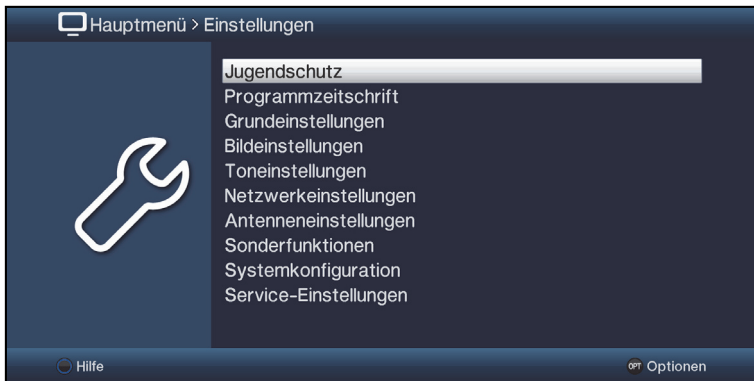 Hauptmenü > Einstellungen
Jugendschutz
Programmzeitschrift
Grundeinstellungen
Bildeinstellungen
Toneinstellungen
Netzwerkeinstellungen
Antenneneinstellungen
Sonderfunktionen
Systemkonfiguration
Service-Einstellungen
Hilfe
OPT Optionen